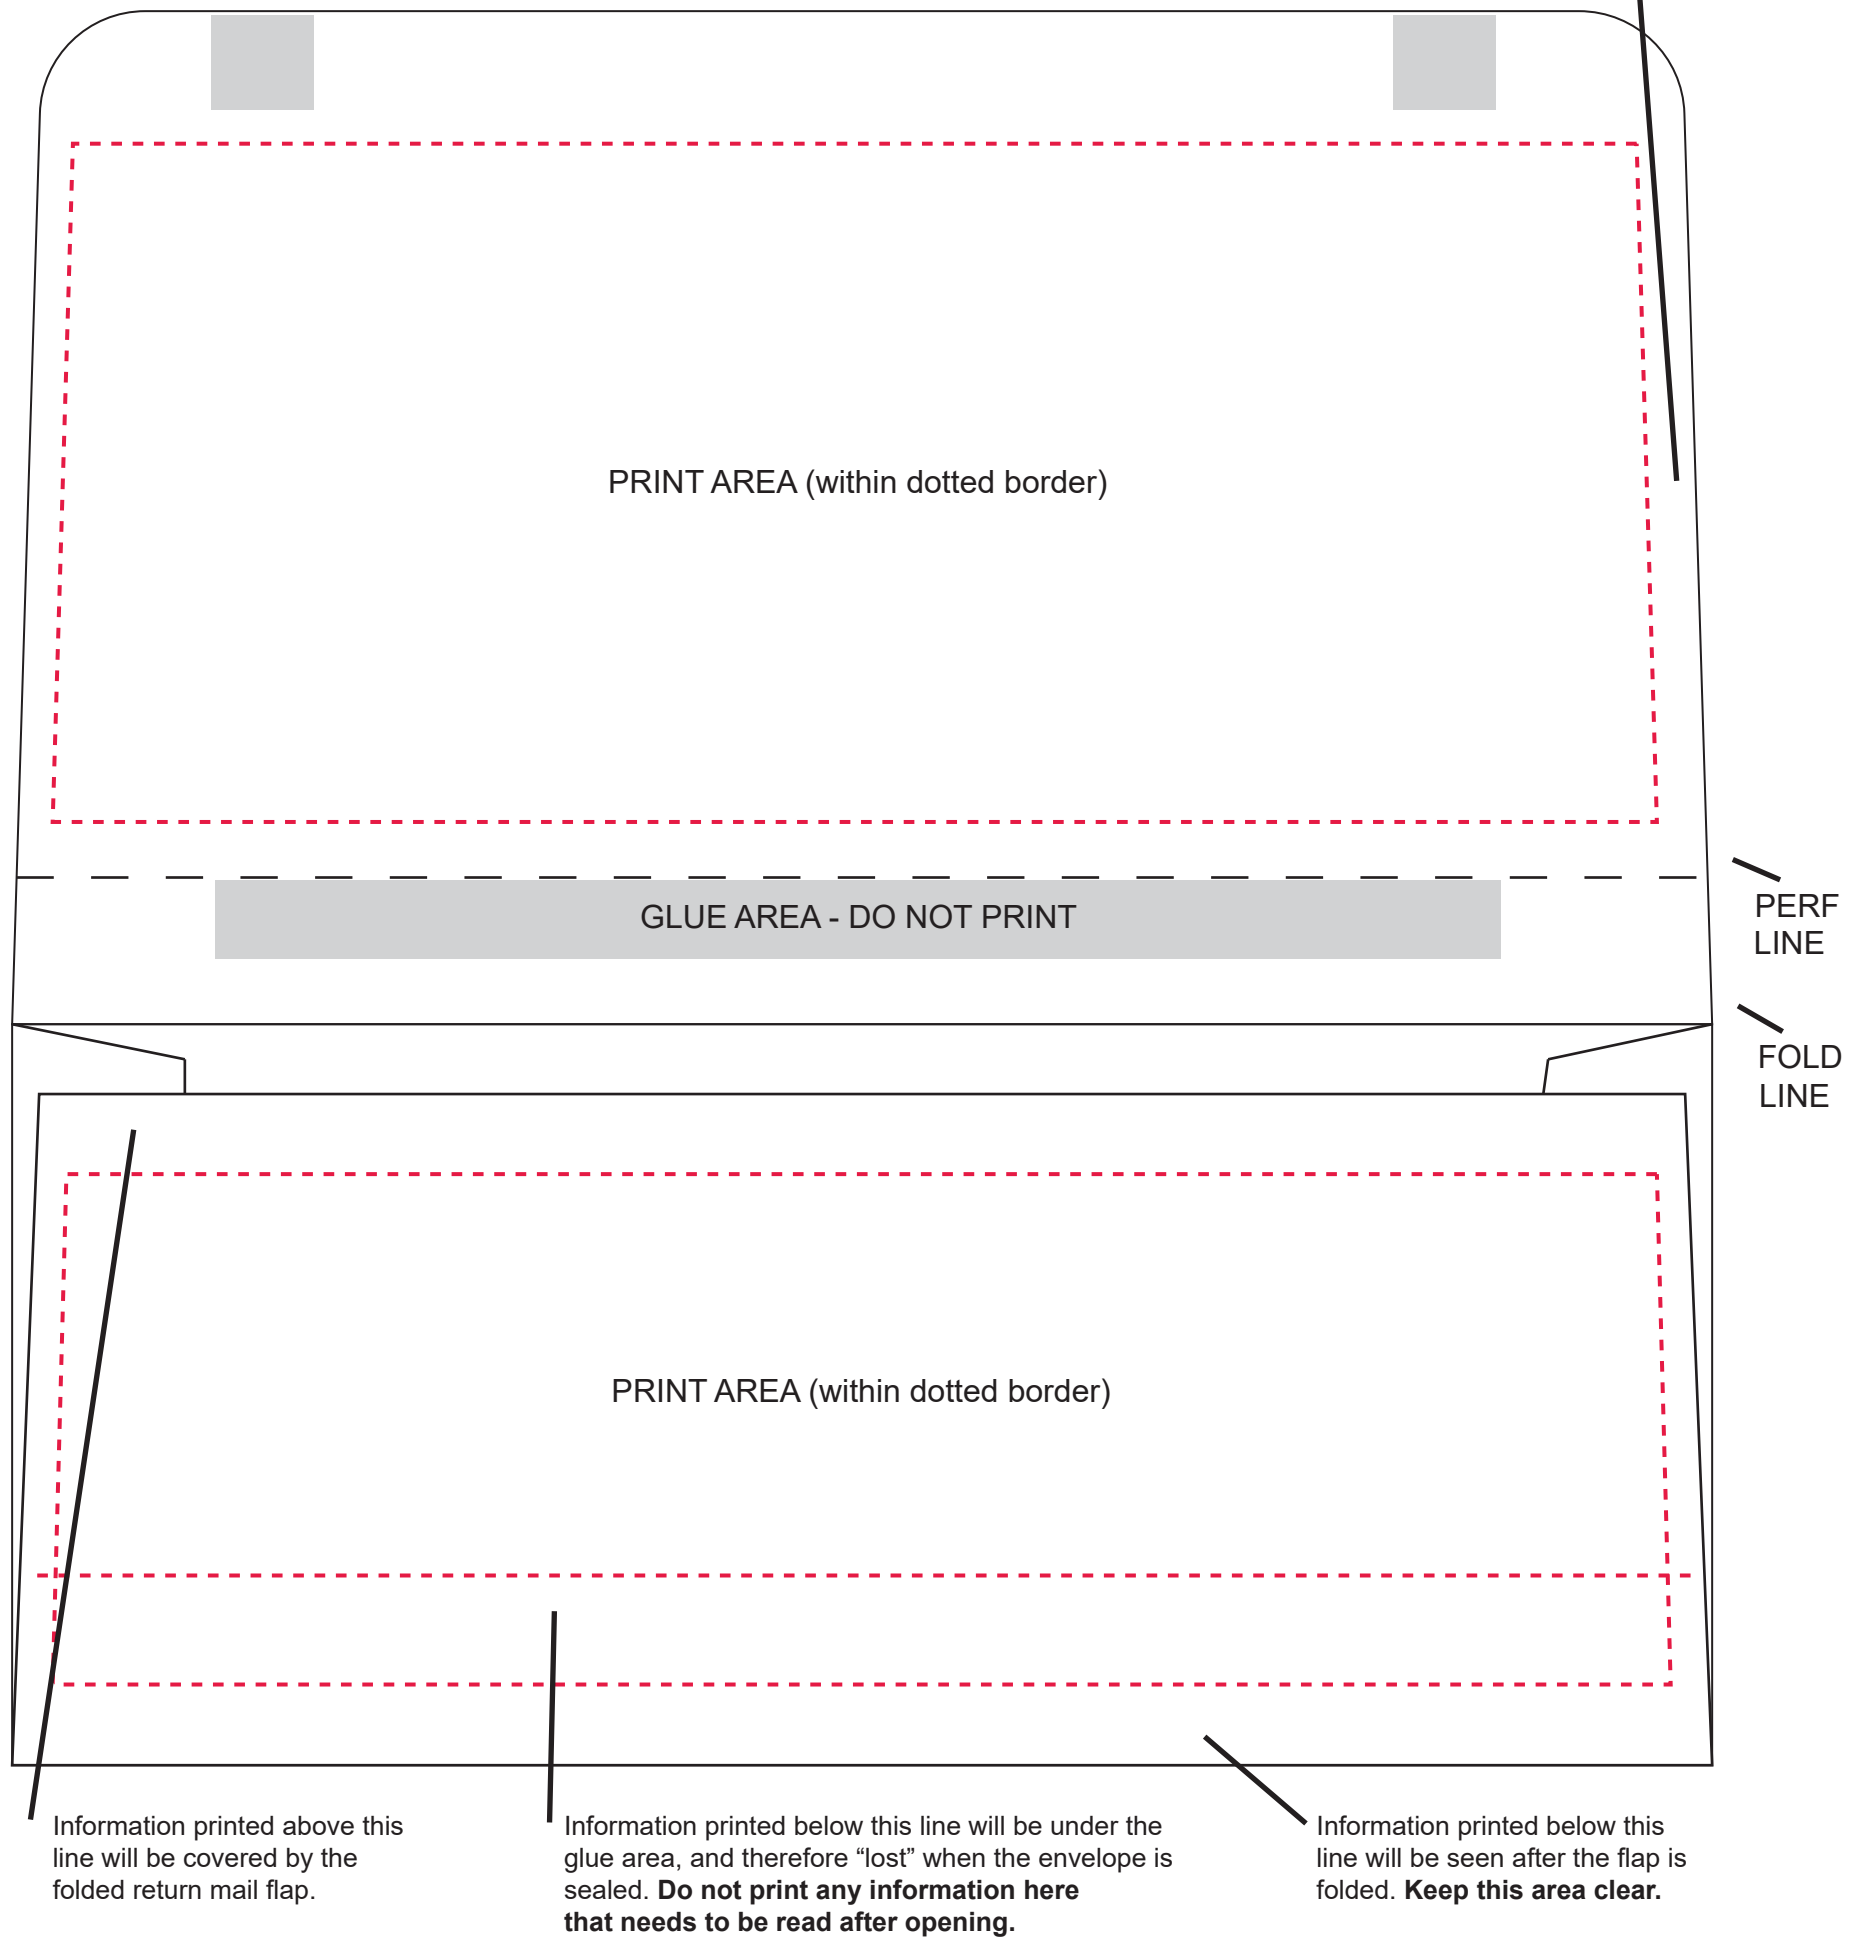 PRINT AREA (within dotted border)
GLUE AREA - DO NOT PRINT
PERF
LINE
FOLD
LINE
PRINT AREA (within dotted border)
Information printed above this
line will be covered by the
folded return mail flap.
Information printed below this line will be under the
glue area, and therefore “lost” when the envelope is
sealed. Do not print any information here
that needs to be read after opening.
Information printed below this
line will be seen after the flap is
folded. Keep this area clear.